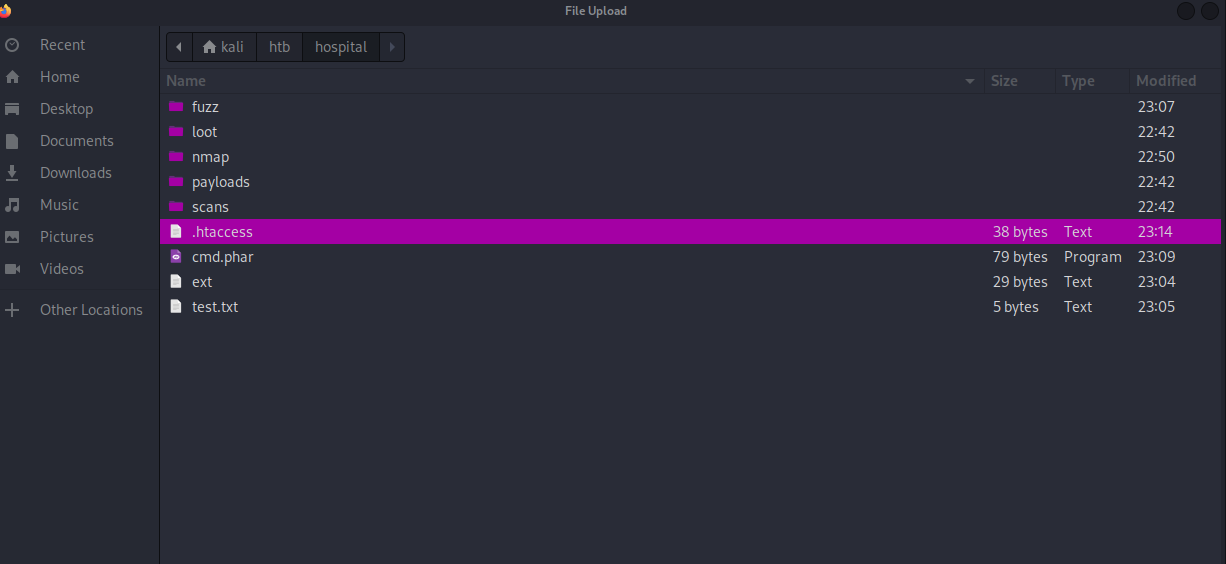 File Upload
Recent
Home
Desktop
Documents
Downloads
Music
Pictures
Videos
Other Locations
kali htb hospital
Name Size Type Modified
fuzz 23:07
loot 22:42
nmap 22:50
payloads 22:42
scans 22:42
.htaccess 38 bytes Text 23:14
cmd.phar 79 bytes Program 23:09
ext 29 bytes Text 23:04
test.txt 5 bytes Text 23:05